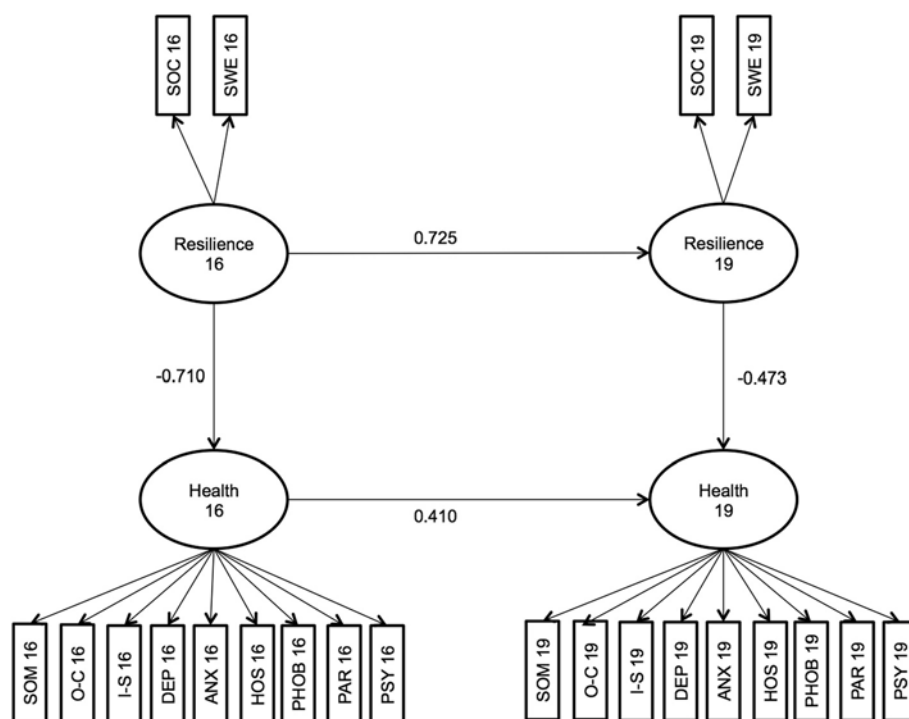 SOC 16
SWE 16
SOC 19
SWE 19
Resilience
16
0.725
Resilience
19
-0.710
-0.473
Health
16
0.410
Health
19
SOM 16
O-C 16
I-S 16
DEP 16
ANX 16
HOS 16
PHOB 16
PAR 16
PSY 16
SOM 19
O-C 19
I-S 19
DEP 19
ANX 19
HOS 19
PHOB 19
PAR 19
PSY 19